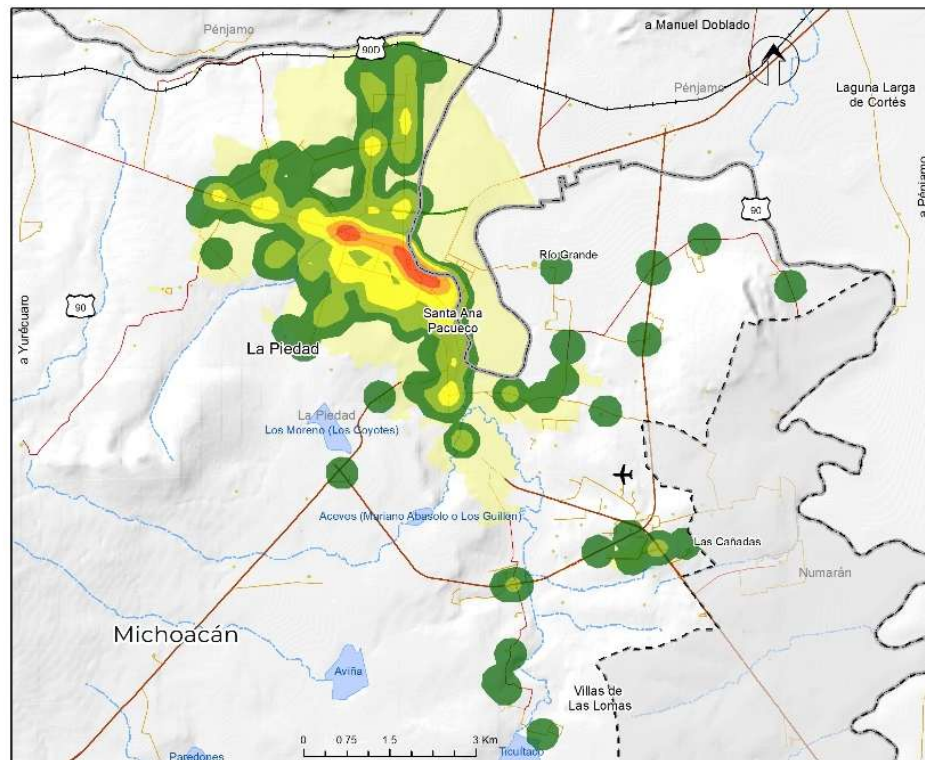 Pénjamo
90D
a Manuel Doblado
Pénjamo
Laguna Larga
de Cortés
a Pénjamo
90
Río Grande
90
a Yurécuaro
Santa Ana
Pacueco
La Piedad
La Piedad
Los Moreno (Los Coyotes)
Aceves (Mariano Abasolo o Los Guillen)
Las Cañadas
Numarán
Michoacán
Aviña
Villas de
Las Lomas
0 0.75 1.5 3 Km
Paredones
Ticuítaco